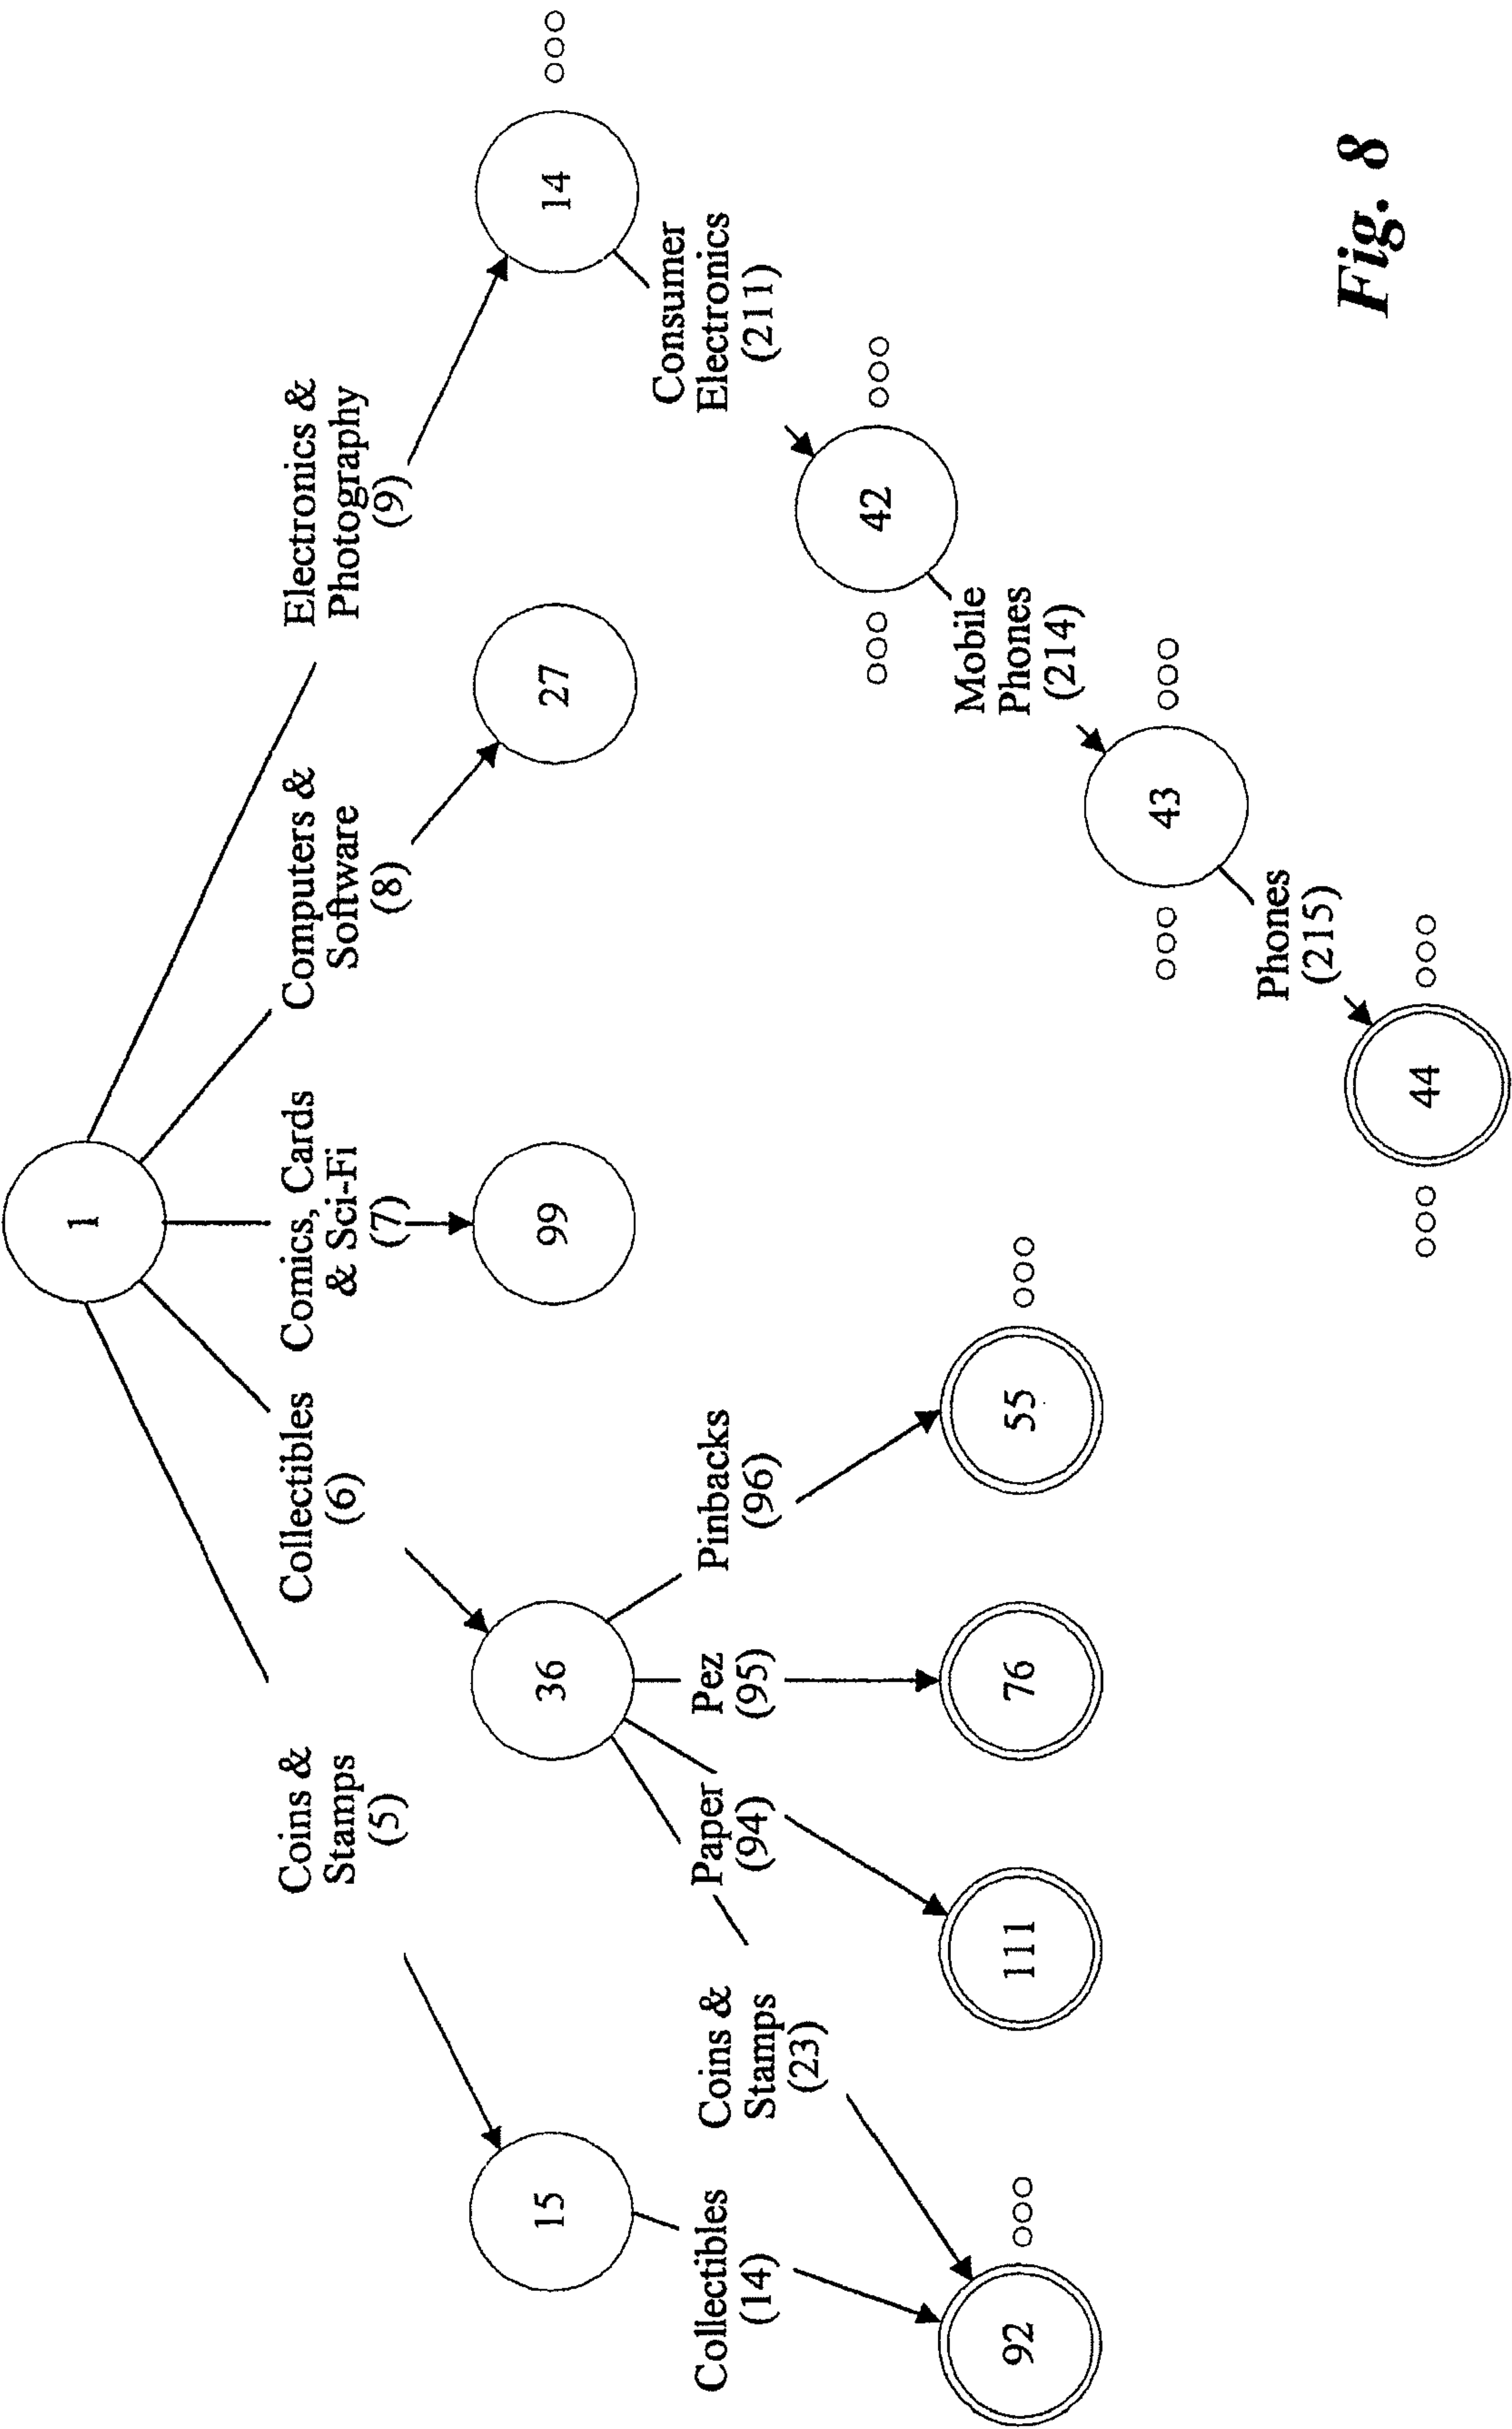 1
Coins &
Stamps
(5)
Collectibles
(6)
Comics, Cards
& Sci-Fi
(7)
Computers &
Software
(8)
Electronics &
Photography
(9)
15
36
99
27
14
Collectibles
(14)
Coins &
Stamps
(23)
Paper
(94)
Pez
(95)
Pinbacks
(96)
Consumer
Electronics
(211)
92
111
76
55
42
Mobile
Phones
(214)
43
Phones
(215)
44
Fig. 8